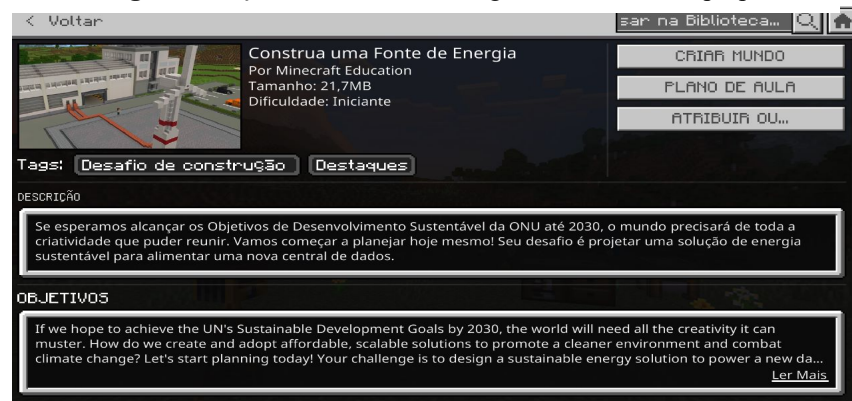 < Voltar
sar na Biblioteca...
Construa uma Fonte de Energia
Por Minecraft Education
Tamanho: 21,7MB
Dificuldade: Iniciante
CRIAR MUNDO
PLANO DE AULA
ATRIBUIR OU...
Tags: Desafio de construção Destaques
DESCRIÇÃO
Se esperamos alcançar os Objetivos de Desenvolvimento Sustentável da ONU até 2030, o mundo precisará de toda a
criatividade que puder reunir. Vamos começar a planejar hoje mesmo! Seu desafio é projetar uma solução de energia
sustentável para alimentar uma nova central de dados.
OBJETIVOS
If we hope to achieve the UN's Sustainable Development Goals by 2030, the world will need all the creativity it can
muster. How do we create and adopt affordable, scalable solutions to promote a cleaner environment and combat
climate change? Let's start planning today! Your challenge is to design a sustainable energy solution to power a new da...
Ler Mais